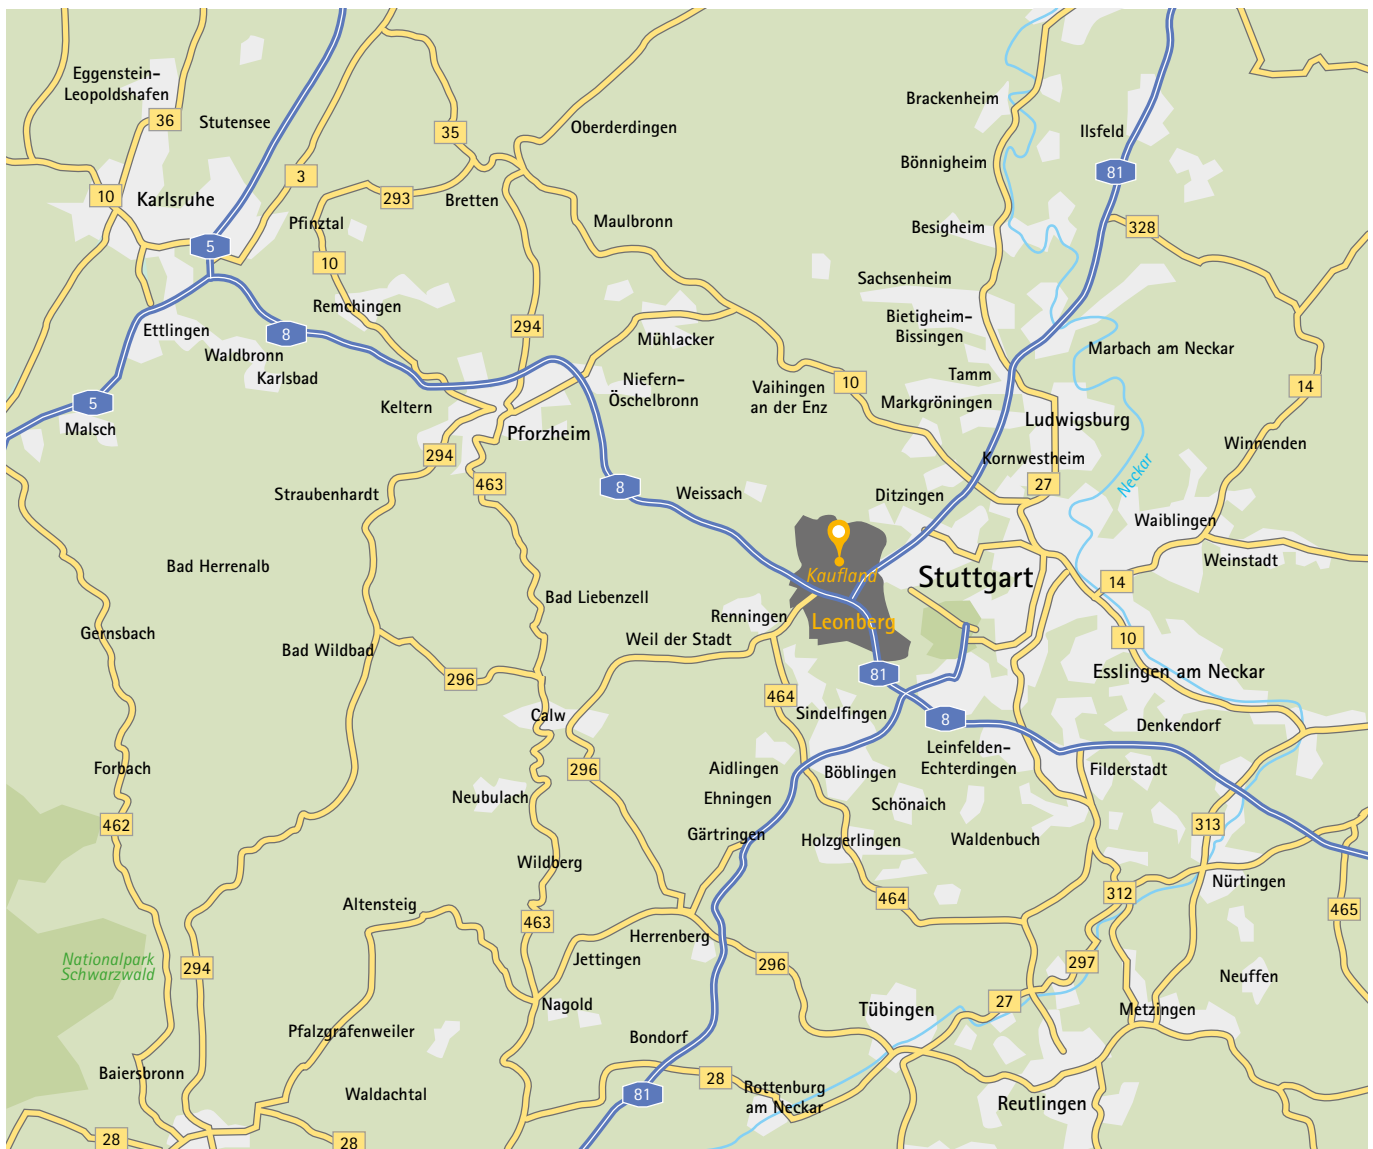 Eggenstein-
Leopoldshafen
36
Stutensee
35
Oberderdingen
Brackenheim
Ilsfeld
Bönnigheim
81
3
10
Karlsruhe
293
Bretten
Maulbronn
Pfinztal
Besigheim
328
5
10
Sachsenheim
Remchingen
Bietigheim-
Bissingen
Ettlingen
8
294
Mühlacker
Marbach am Neckar
Waldbronn
Karlsbad
Niefern-
Öschelbronn
Vaihingen
an der Enz
10
Tamm
14
5
Malsch
Keltern
Markgröningen
Pforzheim
Ludwigsburg
294
Winnenden
Kornwestheim
Neckar
463
8
27
Straubenhardt
Weissach
Ditzingen
Waiblingen
Bad Herrenalb
Kaufland
Stuttgart
Weinstadt
14
Bad Liebenzell
Renningen
Leonberg
Gernsbach
Weil der Stadt
10
Bad Wildbad
296
81
Esslingen am Neckar
464
Calw
Sindelfingen
8
Denkendorf
Leinfelden-
Echterdingen
Forbach
296
Aidlingen
Böblingen
Filderstadt
Neubulach
Ehningen
Schönaich
462
Gärtringen
Holzgerlingen
Waldenbuch
313
Wildberg
Nürtingen
312
Altensteig
464
465
463
Herrenberg
Nationalpark
Schwarzwald
294
Jettingen
296
297
Neuffen
Nagold
27
Tübingen
Metzingen
Pfalzgrafenweiler
Bondorf
Baiersbronn
28
Waldachtal
81
Rottenburg
am Neckar
Reutlingen
28
28